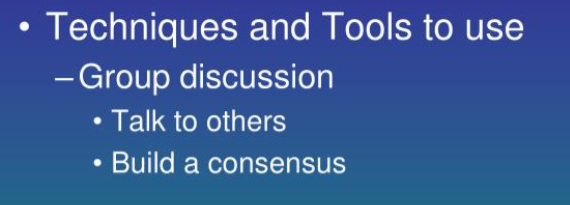 • Techniques and Tools to use
– Group discussion
• Talk to others
• Build a consensus